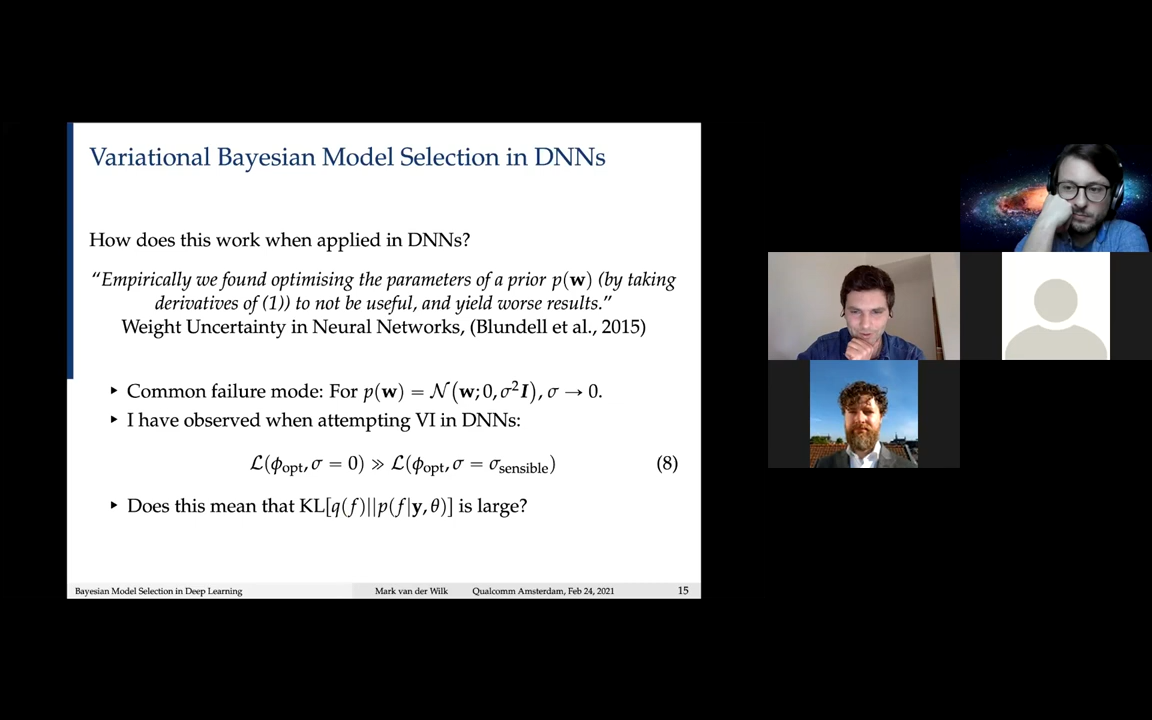 Variational Bayesian Model Selection in DNNs
How does this work when applied in DNNs?
“Empirically we found optimising the parameters of a prior p(w) (by taking
derivatives of (1)) to not be useful, and yield worse results.”
Weight Uncertainty in Neural Networks, (Blundell et al., 2015)
▸ Common failure mode: For p(w) = 𝒩(w; 0, σ²I), σ → 0.
▸ I have observed when attempting VI in DNNs:
ℒ(ϕopt, σ = 0) ≫ ℒ(ϕopt, σ = σsensible) (8)
▸ Does this mean that KL[q(f)||p(f|y, θ)] is large?
Bayesian Model Selection in Deep Learning Mark van der Wilk Qualcomm Amsterdam, Feb 24, 2021 15